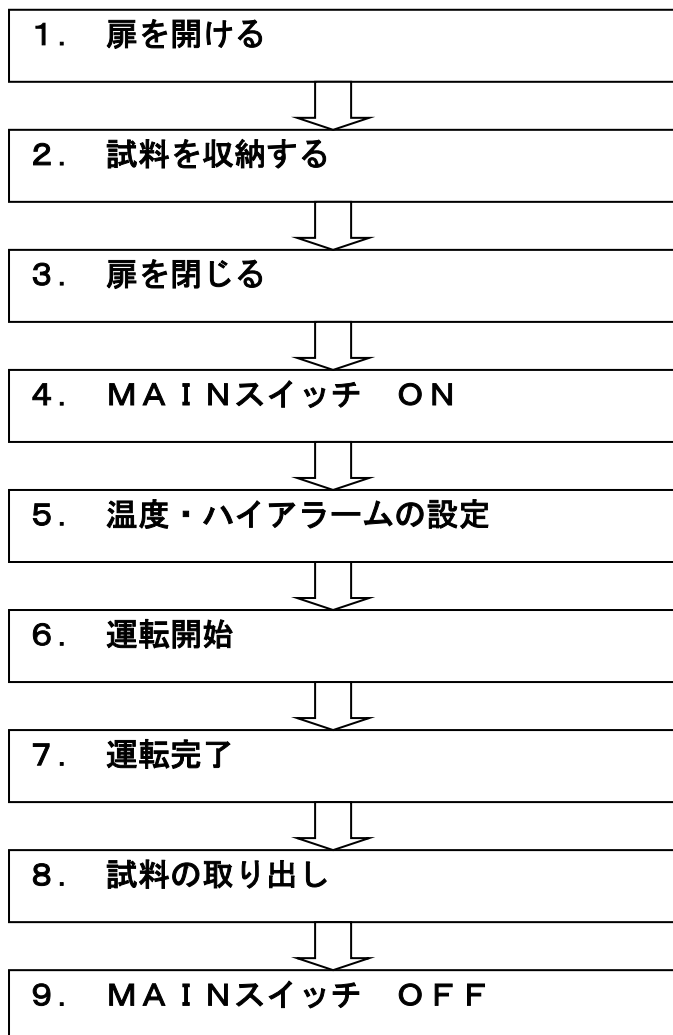 １．　扉を開ける
２．　試料を収納する
３．　扉を閉じる
４．　ＭＡＩＮスイッチ　ＯＮ
５．　温度・ハイアラームの設定
６．　運転開始
７．　運転完了
８．　試料の取り出し
９．　ＭＡＩＮスイッチ　ＯＦＦ